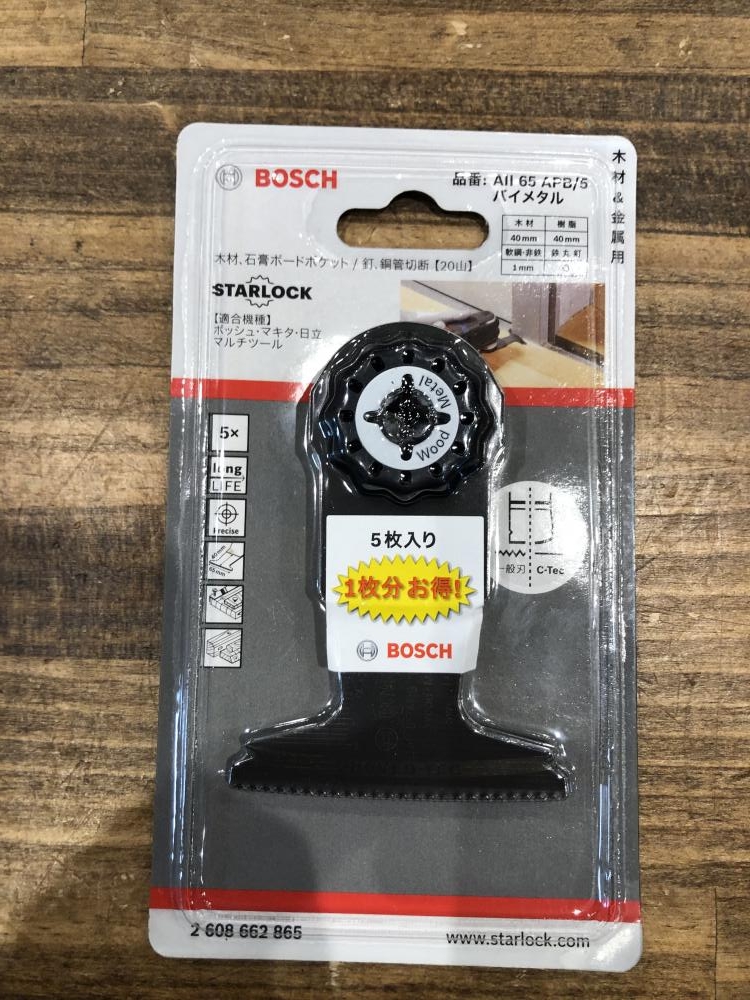 BOSCH
品番: AII 65 APB/5
バイメタル
木材&金属用
木材 樹脂
40mm 40mm
軟鋼・非鉄 鉄丸釘
1mm
木材、石膏ボードポケット / 釘、銅管切断【20山】
STARLOCK
【適合機種】
ボッシュ・マキタ・日立
マルチツール
Wood Metal
5×
long
LIFE
Precise
40mm
65mm
5枚入り
1枚分お得!
BOSCH
一般刃 C-Tec
2 608 662 865
www.starlock.com